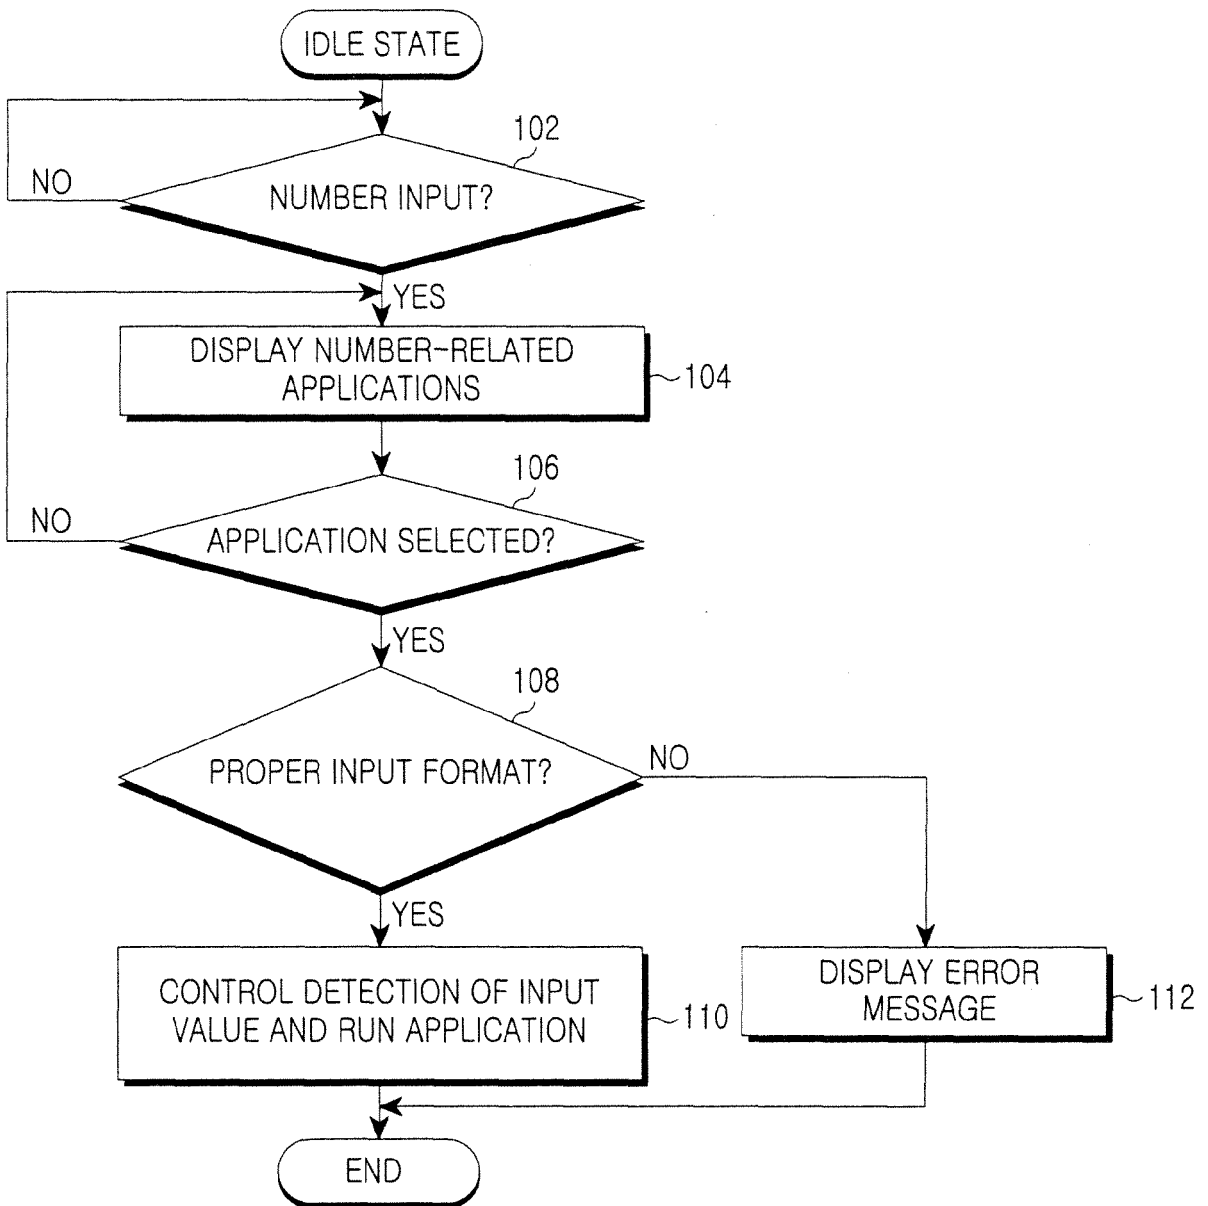 IDLE STATE
102
NO
NUMBER INPUT?
YES
DISPLAY NUMBER-RELATED
APPLICATIONS
104
106
NO
APPLICATION SELECTED?
YES
108
PROPER INPUT FORMAT?
NO
YES
CONTROL DETECTION OF INPUT
VALUE AND RUN APPLICATION
110
DISPLAY ERROR
MESSAGE
112
END